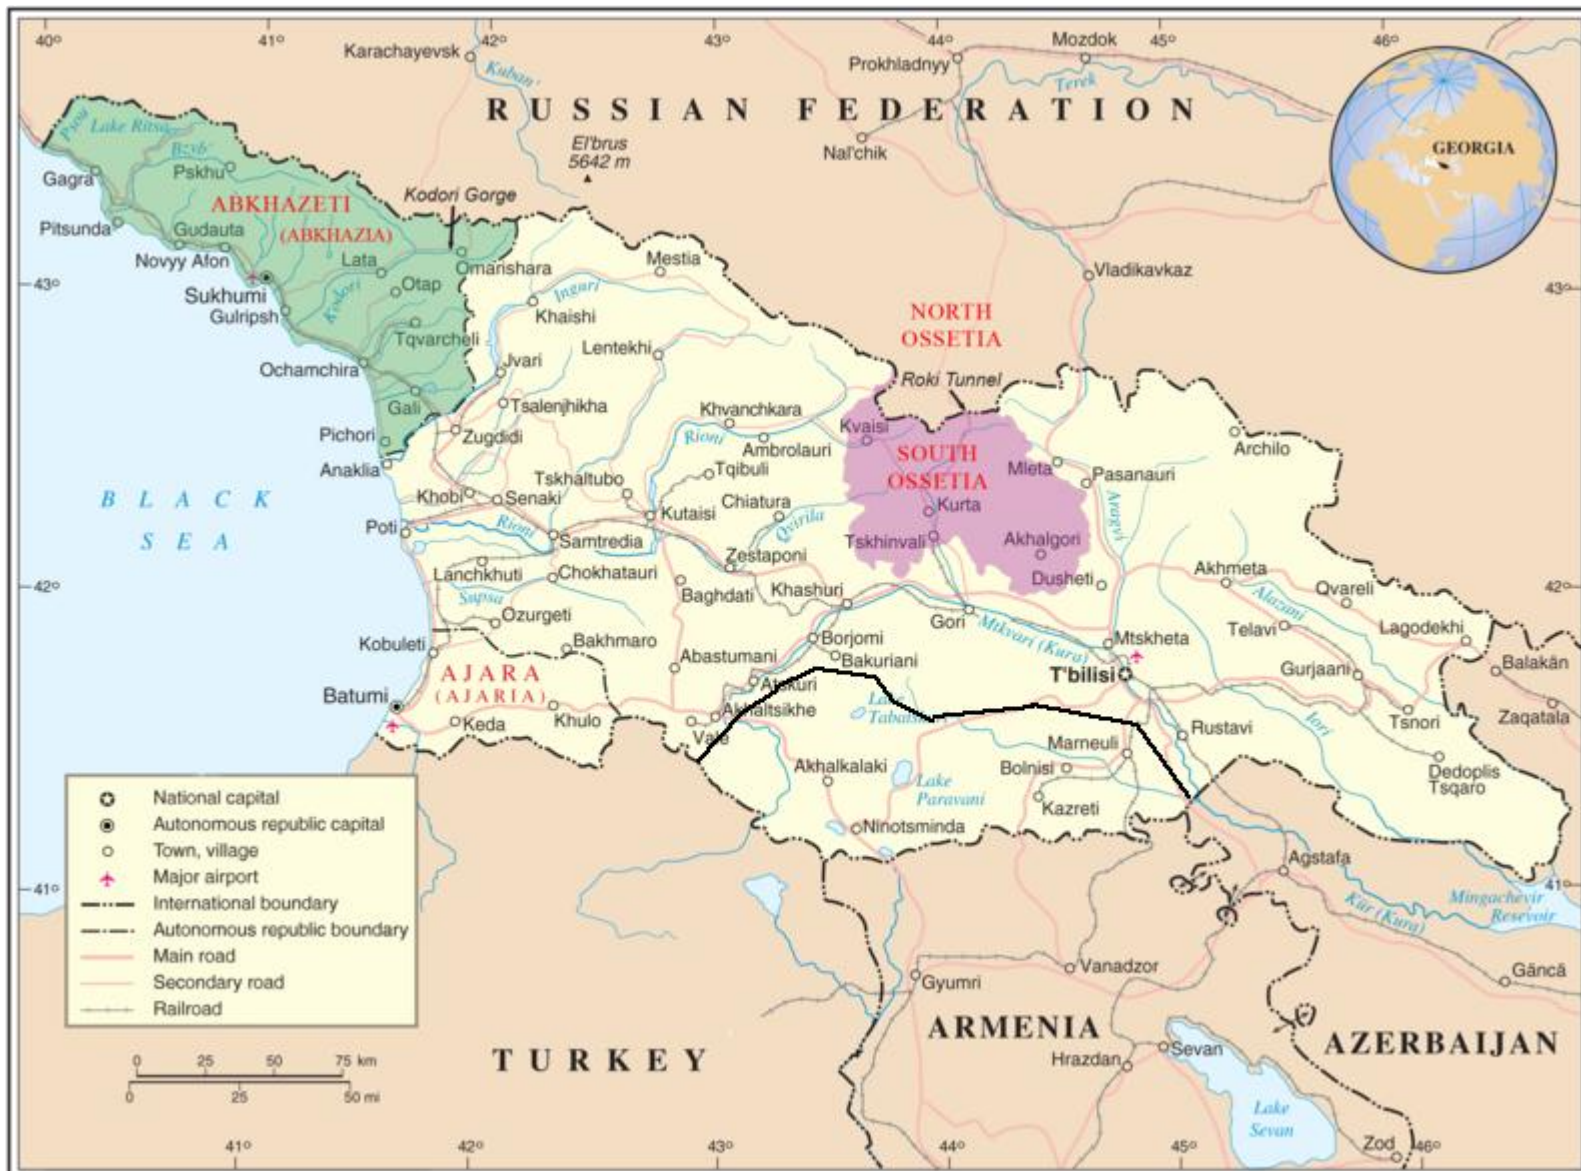 40°
41°
42°
43°
44°
45°
46°
Karachayevsk
Kuban'
Prokhladnyy
Mozdok
Terek
RUSSIAN FEDERATION
El'brus
5642 m
Nal'chik
GEORGIA
Psou
Lake Ritsa
Bzyb'
Pskhu
Gagra
Kodori Gorge
ABKHAZETI
(ABKHAZIA)
Pitsunda
Gudauta
Novyy Afon
Lata
Omarishara
Mestia
Vladikavkaz
43°
43°
Sukhumi
Otap
Kodori
Gulripsh
Inguri
Khaishi
NORTH
OSSETIA
Tqvarcheli
Lentekhi
Ochamchira
Jvari
Roki Tunnel
Gali
Tsalenjhikha
Khvanchkara
Pichori
Zugdidi
Rioni
Ambrolauri
Kvaisi
Archilo
Anaklia
SOUTH
OSSETIA
Mleta
Pasanauri
BLACK
SEA
Tskhaltubo
Tqibuli
Khobi
Senaki
Chiatura
Kutaisi
Kurta
Aragvi
Poti
Rioni
Samtredia
Qvirila
Tskhinvali
Akhalgori
Zestaponi
Lanchkhuti
Chokhatauri
Dusheti
Akhmeta
Qvareli
42°
42°
Supsa
Baghdati
Khashuri
Alazani
Ozurgeti
Gori
Mtkvari (Kura)
Telavi
Lagodekhi
Kobuleti
Bakhmaro
Borjomi
Mtskheta
Bakuriani
Balakän
AJARA
(AJARIA)
Abastumani
T'bilisi
Gurjaani
Atskuri
Batumi
Keda
Khulo
Akhaltsikhe
Vale
Lake
Rustavi
Iori
Tsnori
Zaqatala
Marneuli
Akhalkalaki
Bolnisi
Dedoplis
Tsqaro
Lake
Paravani
Kazreti
Ninotsminda
National capital
Autonomous republic capital
Town, village
Major airport
International boundary
Autonomous republic boundary
Main road
Secondary road
Railroad
Agstafa
41°
41°
Mingachevir
Resevoir
Kür (Kura)
Vanadzor
Gyumri
Gäncä
ARMENIA
AZERBAIJAN
TURKEY
Hrazdan
Sevan
0 25 50 75 km
0 25 50 mi
Lake
Sevan
Zod
41°
42°
43°
44°
45°
46°